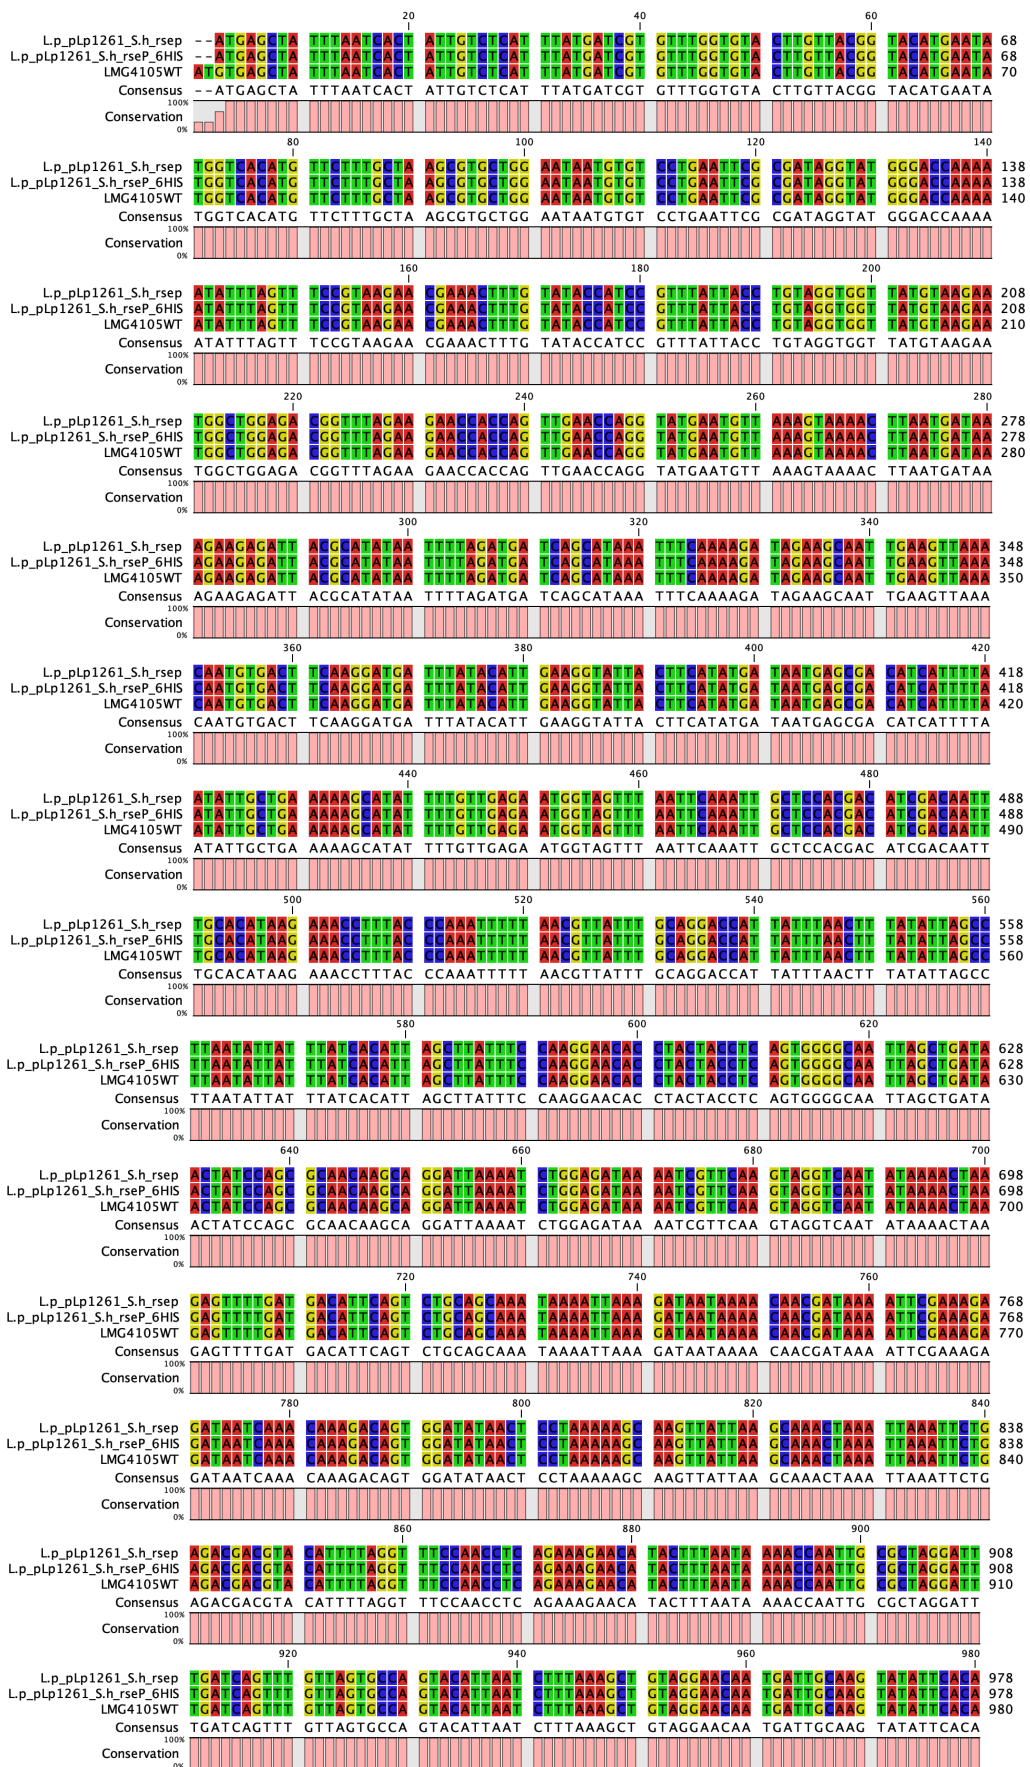 20 40 60
L.p_pLp1261_S.h_rsep --ATGAGCTA TTTAATCACT ATTGTCTCAT TTATGATCGT GTTTGGTGTA CTTGTTACGG TACATGAATA 68
L.p_pLp1261_S.h_rseP_6HIS --ATGAGCTA TTTAATCACT ATTGTCTCAT TTATGATCGT GTTTGGTGTA CTTGTTACGG TACATGAATA 68
LMG4105WT ATGTGAGCTA TTTAATCACT ATTGTCTCAT TTATGATCGT GTTTGGTGTA CTTGTTACGG TACATGAATA 70
Consensus --ATGAGCTA TTTAATCACT ATTGTCTCAT TTATGATCGT GTTTGGTGTA CTTGTTACGG TACATGAATA
100%
Conservation
0%
80 100 120 140
L.p_pLp1261_S.h_rsep TGGTCACATG TTCTTTGCTA AGCGTGCTGG AATAATGTGT CCTGAATTCG CGATAGGTAT GGGACCAAAA 138
L.p_pLp1261_S.h_rseP_6HIS TGGTCACATG TTCTTTGCTA AGCGTGCTGG AATAATGTGT CCTGAATTCG CGATAGGTAT GGGACCAAAA 138
LMG4105WT TGGTCACATG TTCTTTGCTA AGCGTGCTGG AATAATGTGT CCTGAATTCG CGATAGGTAT GGGACCAAAA 140
Consensus TGGTCACATG TTCTTTGCTA AGCGTGCTGG AATAATGTGT CCTGAATTCG CGATAGGTAT GGGACCAAAA
100%
Conservation
0%
160 180 200
L.p_pLp1261_S.h_rsep ATATTTAGTT TCCGTAAGAA CGAAACTTTG TATACCATCC GTTTATTACC TGTAGGTGGT TATGTAAGAA 208
L.p_pLp1261_S.h_rseP_6HIS ATATTTAGTT TCCGTAAGAA CGAAACTTTG TATACCATCC GTTTATTACC TGTAGGTGGT TATGTAAGAA 208
LMG4105WT ATATTTAGTT TCCGTAAGAA CGAAACTTTG TATACCATCC GTTTATTACC TGTAGGTGGT TATGTAAGAA 210
Consensus ATATTTAGTT TCCGTAAGAA CGAAACTTTG TATACCATCC GTTTATTACC TGTAGGTGGT TATGTAAGAA
100%
Conservation
0%
220 240 260 280
L.p_pLp1261_S.h_rsep TGGCTGGAGA CGGTTTAGAA GAACCACCAG TTGAACCAGG TATGAATGTT AAAGTAAAAC TTAATGATAA 278
L.p_pLp1261_S.h_rseP_6HIS TGGCTGGAGA CGGTTTAGAA GAACCACCAG TTGAACCAGG TATGAATGTT AAAGTAAAAC TTAATGATAA 278
LMG4105WT TGGCTGGAGA CGGTTTAGAA GAACCACCAG TTGAACCAGG TATGAATGTT AAAGTAAAAC TTAATGATAA 280
Consensus TGGCTGGAGA CGGTTTAGAA GAACCACCAG TTGAACCAGG TATGAATGTT AAAGTAAAAC TTAATGATAA
100%
Conservation
0%
300 320 340
L.p_pLp1261_S.h_rsep AGAAGAGATT ACGCATATAA TTTTAGATGA TCAGCATAAA TTTCAAAAGA TAGAAGCAAT TGAAGTTAAA 348
L.p_pLp1261_S.h_rseP_6HIS AGAAGAGATT ACGCATATAA TTTTAGATGA TCAGCATAAA TTTCAAAAGA TAGAAGCAAT TGAAGTTAAA 348
LMG4105WT AGAAGAGATT ACGCATATAA TTTTAGATGA TCAGCATAAA TTTCAAAAGA TAGAAGCAAT TGAAGTTAAA 350
Consensus AGAAGAGATT ACGCATATAA TTTTAGATGA TCAGCATAAA TTTCAAAAGA TAGAAGCAAT TGAAGTTAAA
100%
Conservation
0%
360 380 400 420
L.p_pLp1261_S.h_rsep CAATGTGACT TCAAGGATGA TTTATACATT GAAGGTATTA CTTCATATGA TAATGAGCGA CATCATTTTA 418
L.p_pLp1261_S.h_rseP_6HIS CAATGTGACT TCAAGGATGA TTTATACATT GAAGGTATTA CTTCATATGA TAATGAGCGA CATCATTTTA 418
LMG4105WT CAATGTGACT TCAAGGATGA TTTATACATT GAAGGTATTA CTTCATATGA TAATGAGCGA CATCATTTTA 420
Consensus CAATGTGACT TCAAGGATGA TTTATACATT GAAGGTATTA CTTCATATGA TAATGAGCGA CATCATTTTA
100%
Conservation
0%
440 460 480
L.p_pLp1261_S.h_rsep ATATTGCTGA AAAAGCATAT TTTGTTGAGA ATGGTAGTTT AATTCAAATT GCTCCACGAC ATCGACAATT 488
L.p_pLp1261_S.h_rseP_6HIS ATATTGCTGA AAAAGCATAT TTTGTTGAGA ATGGTAGTTT AATTCAAATT GCTCCACGAC ATCGACAATT 488
LMG4105WT ATATTGCTGA AAAAGCATAT TTTGTTGAGA ATGGTAGTTT AATTCAAATT GCTCCACGAC ATCGACAATT 490
Consensus ATATTGCTGA AAAAGCATAT TTTGTTGAGA ATGGTAGTTT AATTCAAATT GCTCCACGAC ATCGACAATT
100%
Conservation
0%
500 520 540 560
L.p_pLp1261_S.h_rsep TGCACATAAG AAACCTTTAC CCAAATTTTT AACGTTATTT GCAGGACCAT TATTTAACTT TATATTAGCC 558
L.p_pLp1261_S.h_rseP_6HIS TGCACATAAG AAACCTTTAC CCAAATTTTT AACGTTATTT GCAGGACCAT TATTTAACTT TATATTAGCC 558
LMG4105WT TGCACATAAG AAACCTTTAC CCAAATTTTT AACGTTATTT GCAGGACCAT TATTTAACTT TATATTAGCC 560
Consensus TGCACATAAG AAACCTTTAC CCAAATTTTT AACGTTATTT GCAGGACCAT TATTTAACTT TATATTAGCC
100%
Conservation
0%
580 600 620
L.p_pLp1261_S.h_rsep TTAATATTAT TTATCACATT AGCTTATTTC CAAGGAACAC CTACTACCTC AGTGGGGCAA TTAGCTGATA 628
L.p_pLp1261_S.h_rseP_6HIS TTAATATTAT TTATCACATT AGCTTATTTC CAAGGAACAC CTACTACCTC AGTGGGGCAA TTAGCTGATA 628
LMG4105WT TTAATATTAT TTATCACATT AGCTTATTTC CAAGGAACAC CTACTACCTC AGTGGGGCAA TTAGCTGATA 630
Consensus TTAATATTAT TTATCACATT AGCTTATTTC CAAGGAACAC CTACTACCTC AGTGGGGCAA TTAGCTGATA
100%
Conservation
0%
640 660 680 700
L.p_pLp1261_S.h_rsep ACTATCCAGC GCAACAAGCA GGATTAAAAT CTGGAGATAA AATCGTTCAA GTAGGTCAAT ATAAAACTAA 698
L.p_pLp1261_S.h_rseP_6HIS ACTATCCAGC GCAACAAGCA GGATTAAAAT CTGGAGATAA AATCGTTCAA GTAGGTCAAT ATAAAACTAA 698
LMG4105WT ACTATCCAGC GCAACAAGCA GGATTAAAAT CTGGAGATAA AATCGTTCAA GTAGGTCAAT ATAAAACTAA 700
Consensus ACTATCCAGC GCAACAAGCA GGATTAAAAT CTGGAGATAA AATCGTTCAA GTAGGTCAAT ATAAAACTAA
100%
Conservation
0%
720 740 760
L.p_pLp1261_S.h_rsep GAGTTTTGAT GACATTCAGT CTGCAGCAAA TAAAATTAAA GATAATAAAA CAACGATAAA ATTCGAAAGA 768
L.p_pLp1261_S.h_rseP_6HIS GAGTTTTGAT GACATTCAGT CTGCAGCAAA TAAAATTAAA GATAATAAAA CAACGATAAA ATTCGAAAGA 768
LMG4105WT GAGTTTTGAT GACATTCAGT CTGCAGCAAA TAAAATTAAA GATAATAAAA CAACGATAAA ATTCGAAAGA 770
Consensus GAGTTTTGAT GACATTCAGT CTGCAGCAAA TAAAATTAAA GATAATAAAA CAACGATAAA ATTCGAAAGA
100%
Conservation
0%
780 800 820 840
L.p_pLp1261_S.h_rsep GATAATCAAA CAAAGACAGT GGATATAACT CCTAAAAAGC AAGTTATTAA GCAAACTAAA TTAAATTCTG 838
L.p_pLp1261_S.h_rseP_6HIS GATAATCAAA CAAAGACAGT GGATATAACT CCTAAAAAGC AAGTTATTAA GCAAACTAAA TTAAATTCTG 838
LMG4105WT GATAATCAAA CAAAGACAGT GGATATAACT CCTAAAAAGC AAGTTATTAA GCAAACTAAA TTAAATTCTG 840
Consensus GATAATCAAA CAAAGACAGT GGATATAACT CCTAAAAAGC AAGTTATTAA GCAAACTAAA TTAAATTCTG
100%
Conservation
0%
860 880 900
L.p_pLp1261_S.h_rsep AGACGACGTA CATTTTAGGT TTCCAACCTC AGAAAGAACA TACTTTAATA AAACCAATTG CGCTAGGATT 908
L.p_pLp1261_S.h_rseP_6HIS AGACGACGTA CATTTTAGGT TTCCAACCTC AGAAAGAACA TACTTTAATA AAACCAATTG CGCTAGGATT 908
LMG4105WT AGACGACGTA CATTTTAGGT TTCCAACCTC AGAAAGAACA TACTTTAATA AAACCAATTG CGCTAGGATT 910
Consensus AGACGACGTA CATTTTAGGT TTCCAACCTC AGAAAGAACA TACTTTAATA AAACCAATTG CGCTAGGATT
100%
Conservation
0%
920 940 960 980
L.p_pLp1261_S.h_rsep TGATCAGTTT GTTAGTGCCA GTACATTAAT CTTTAAAGCT GTAGGAACAA TGATTGCAAG TATATTCACA 978
L.p_pLp1261_S.h_rseP_6HIS TGATCAGTTT GTTAGTGCCA GTACATTAAT CTTTAAAGCT GTAGGAACAA TGATTGCAAG TATATTCACA 978
LMG4105WT TGATCAGTTT GTTAGTGCCA GTACATTAAT CTTTAAAGCT GTAGGAACAA TGATTGCAAG TATATTCACA 980
Consensus TGATCAGTTT GTTAGTGCCA GTACATTAAT CTTTAAAGCT GTAGGAACAA TGATTGCAAG TATATTCACA
100%
Conservation
0%